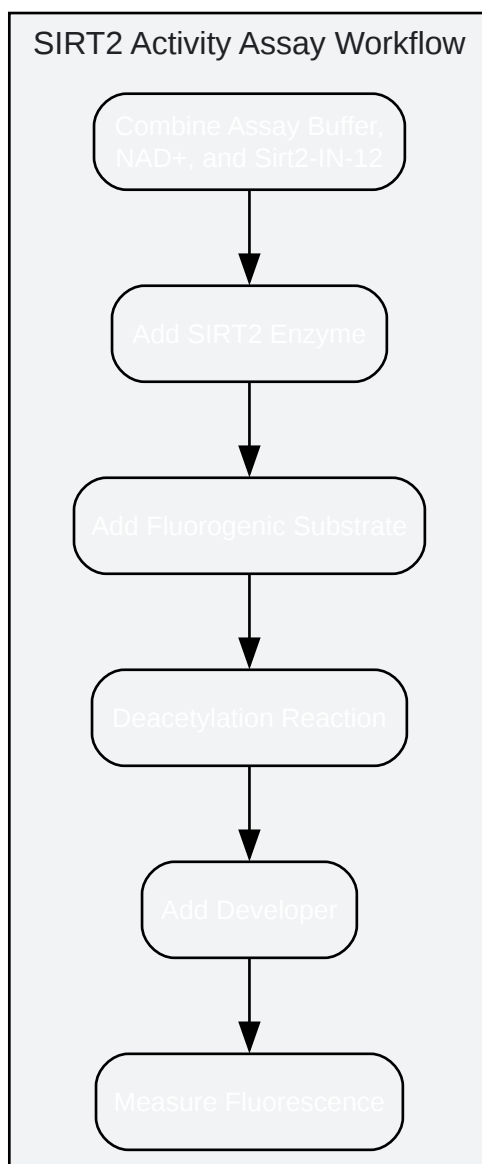 SIRT2 Activity Assay Workflow
Combine Assay Buffer,
NAD+, and Sirt2-IN-12
Add SIRT2 Enzyme
Add Fluorogenic Substrate
Deacetylation Reaction
Add Developer
Measure Fluorescence